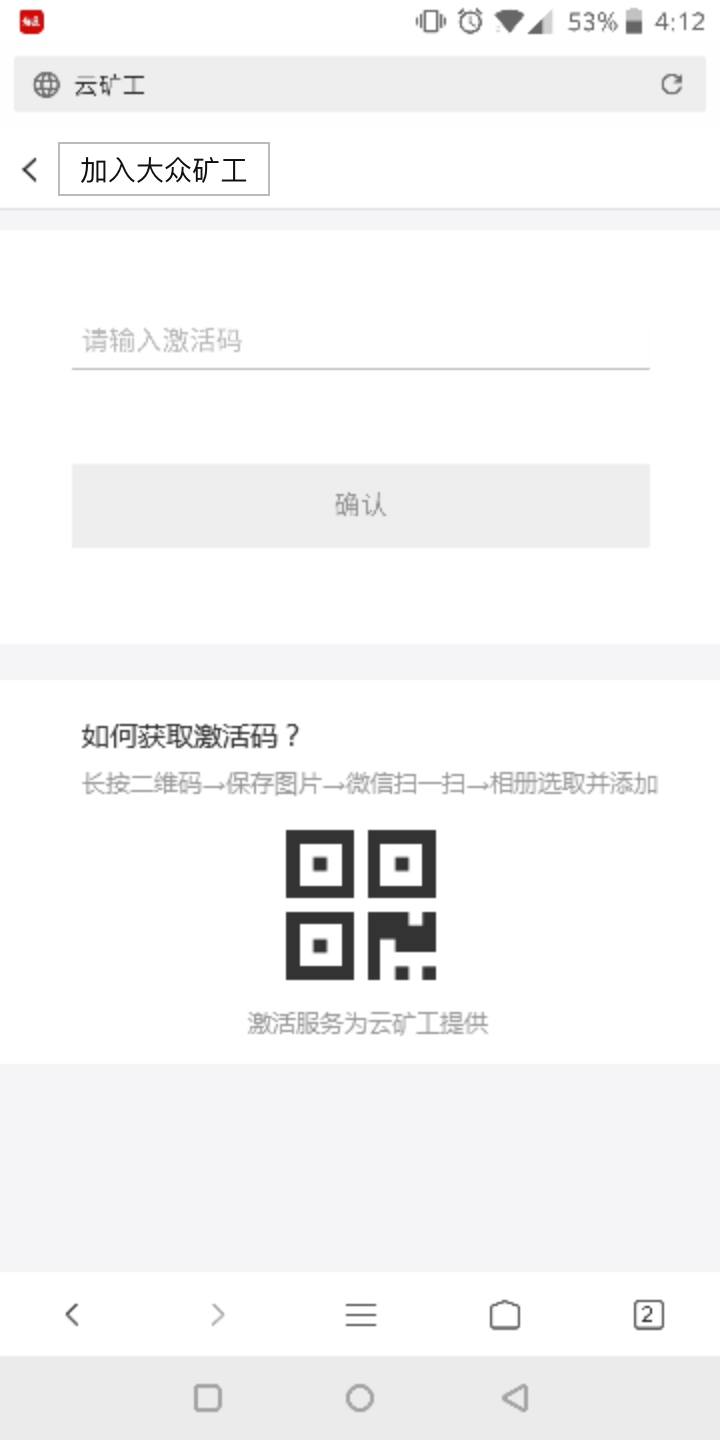 53% 4:12
云矿工
加入大众矿工
请输入激活码
确认
如何获取激活码？
长按二维码→保存图片→微信扫一扫→相册选取并添加
激活服务为云矿工提供
2